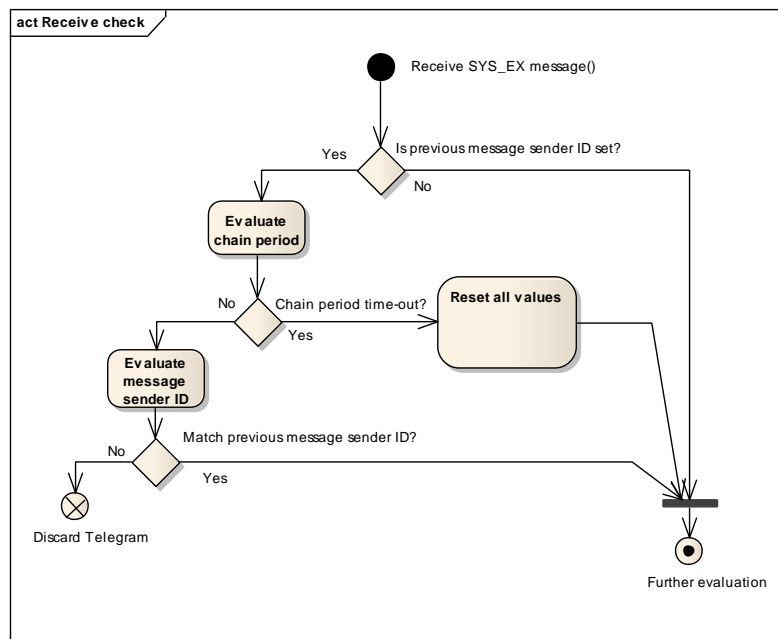 act Receive check
Receive SYS_EX message()
Is previous message sender ID set?
Yes
No
Evaluate
chain period
No
Chain period time-out?
Yes
Reset all values
Evaluate
message
sender ID
Match previous message sender ID?
No
Yes
Discard Telegram
Further evaluation